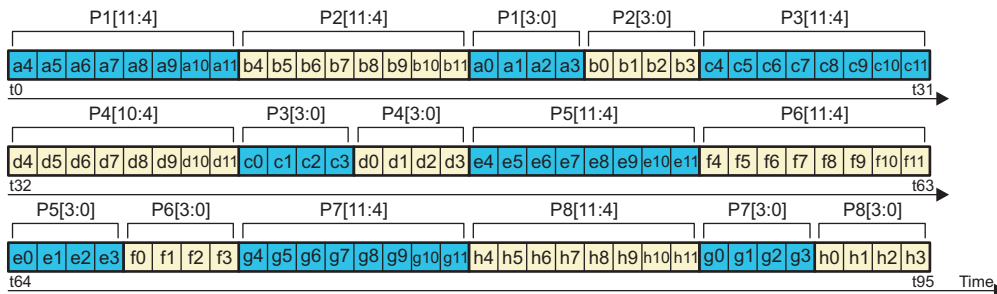 P1[11:4] P2[11:4] P1[3:0] P2[3:0] P3[11:4]
a4 a5 a6 a7 a8 a9 a10 a11 b4 b5 b6 b7 b8 b9 b10 b11 a0 a1 a2 a3 b0 b1 b2 b3 c4 c5 c6 c7 c8 c9 c10 c11
t0 t31
P4[10:4] P3[3:0] P4[3:0] P5[11:4] P6[11:4]
d4 d5 d6 d7 d8 d9 d10 d11 c0 c1 c2 c3 d0 d1 d2 d3 e4 e5 e6 e7 e8 e9 e10 e11 f4 f5 f6 f7 f8 f9 f10 f11
t32 t63
P5[3:0] P6[3:0] P7[11:4] P8[11:4] P7[3:0] P8[3:0]
e0 e1 e2 e3 f0 f1 f2 f3 g4 g5 g6 g7 g8 g9 g10 g11 h4 h5 h6 h7 h8 h9 h10 h11 g0 g1 g2 g3 h0 h1 h2 h3
t64 t95 Time